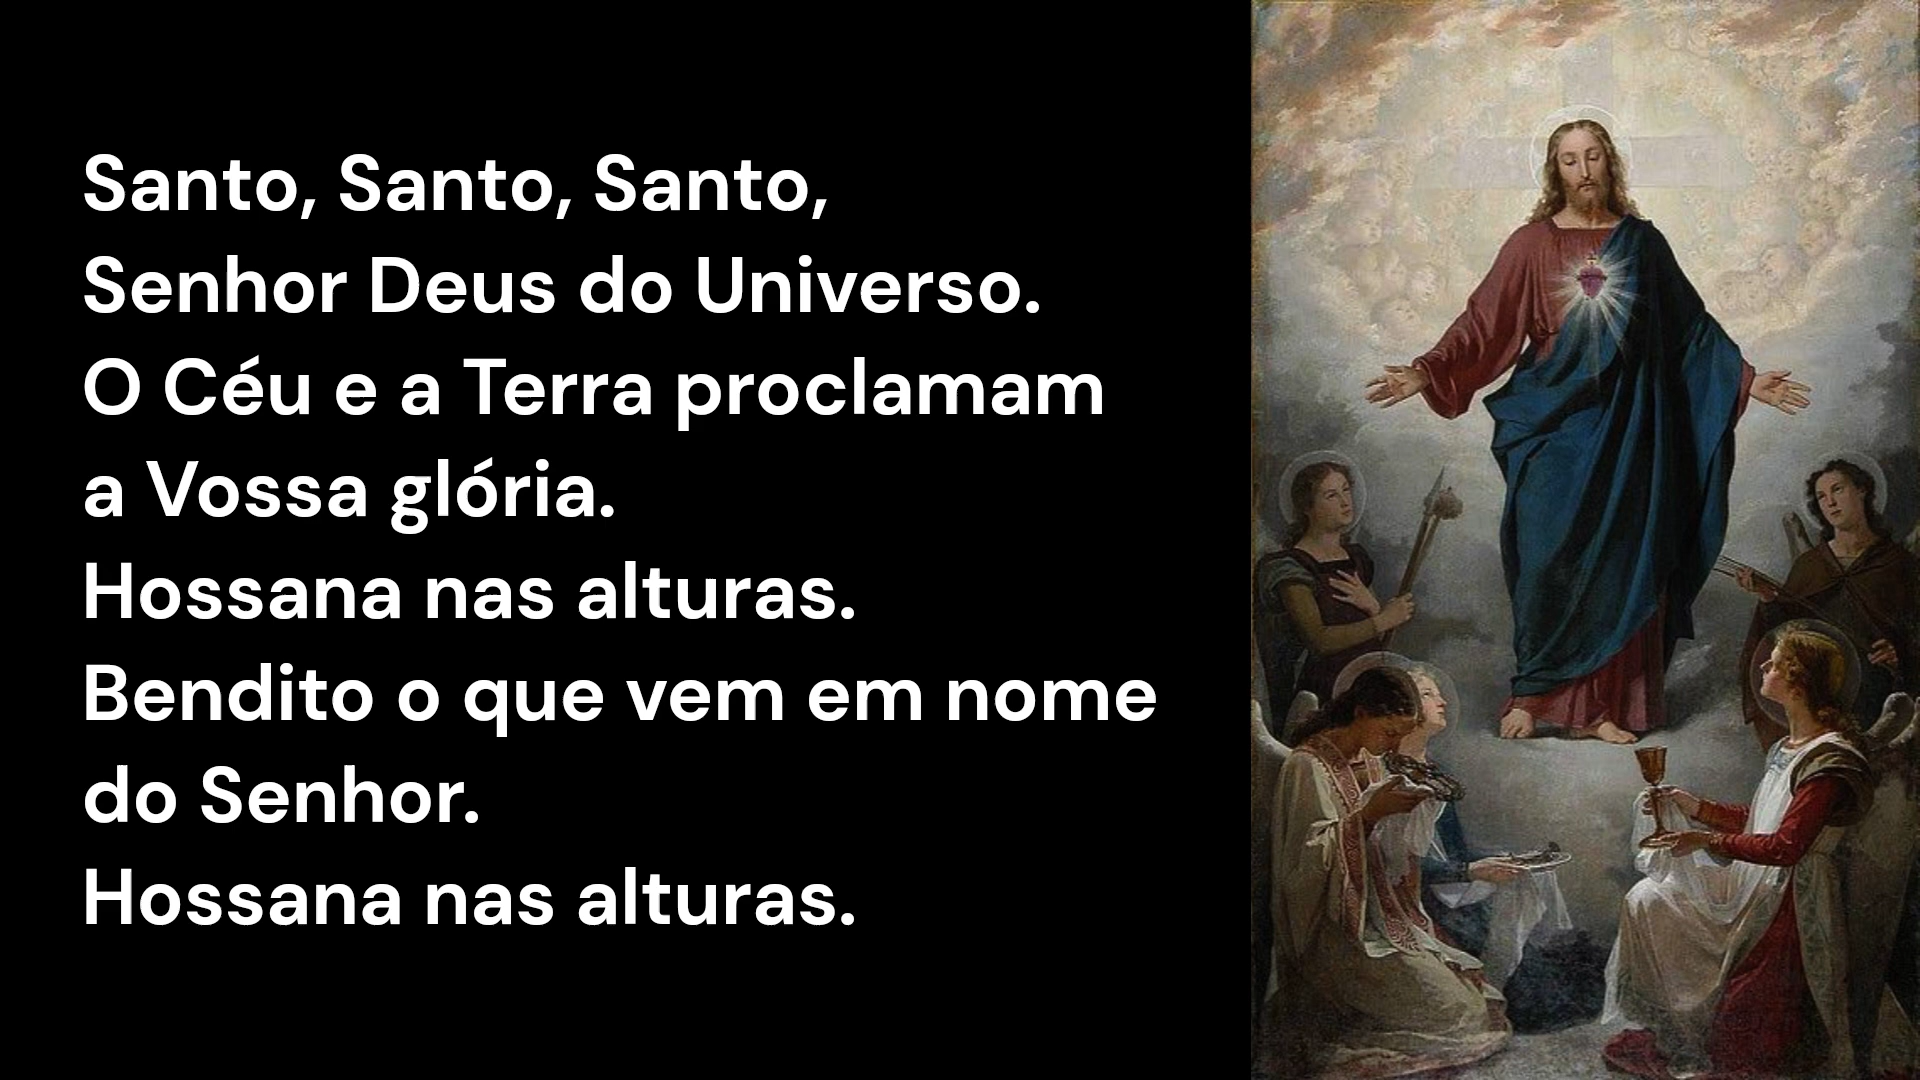 Santo, Santo, Santo,
Senhor Deus do Universo.
O Céu e a Terra proclamam
a Vossa glória.
Hossana nas alturas.
Bendito o que vem em nome
do Senhor.
Hossana nas alturas.